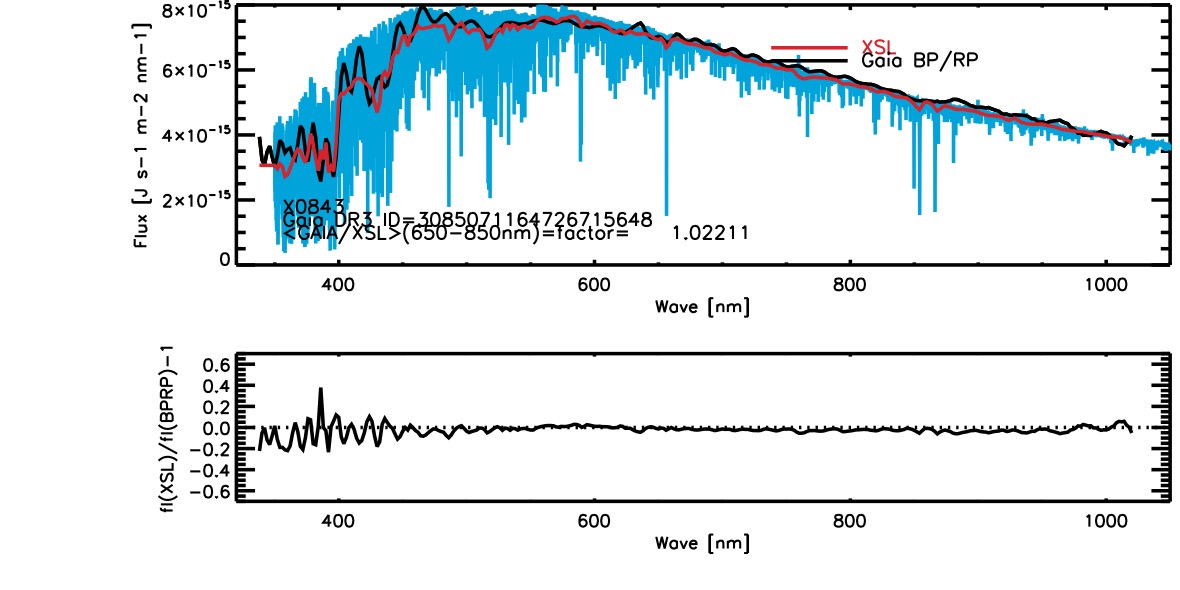 8×10−15
6×10−15
4×10−15
2×10−15
0
Flux [J s−1 m−2 nm−1]
XSL
Gaia BP/RP
X0843
Gaia DR3 ID=3085071164726715648
<GAIA/XSL>(650−850nm)=factor= 1.02211
400 600 800 1000
Wave [nm]
0.6
0.4
0.2
0.0
−0.2
−0.4
−0.6
fl(XSL)/fl(BPRP)−1
400 600 800 1000
Wave [nm]